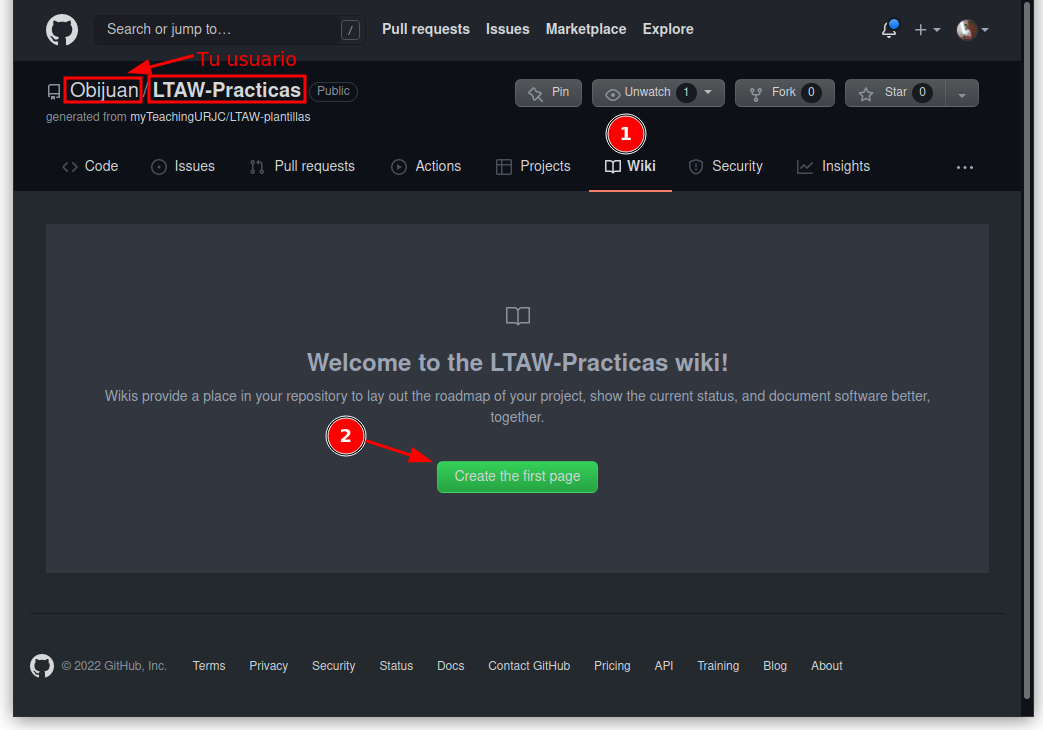 Search or jump to… / Pull requests Issues Marketplace Explore
Tu usuario
Obijuan / LTAW-Practicas Public Pin Unwatch 1 Fork 0 Star 0
generated from myTeachingURJC/LTAW-plantillas
1
Code Issues Pull requests Actions Projects Wiki Security Insights ...
Welcome to the LTAW-Practicas wiki!
Wikis provide a place in your repository to lay out the roadmap of your project, show the current status, and document software better,
together.
2
Create the first page
© 2022 GitHub, Inc. Terms Privacy Security Status Docs Contact GitHub Pricing API Training Blog About